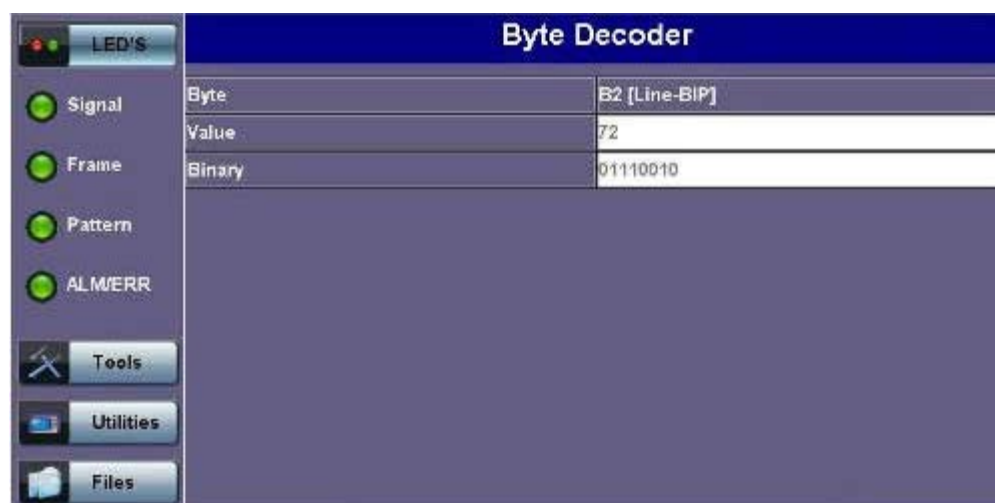 LED'S
Byte Decoder
Signal
Byte B2 [Line-BIP]
Value 72
Frame
Binary 01110010
Pattern
ALM/ERR
Tools
Utilities
Files